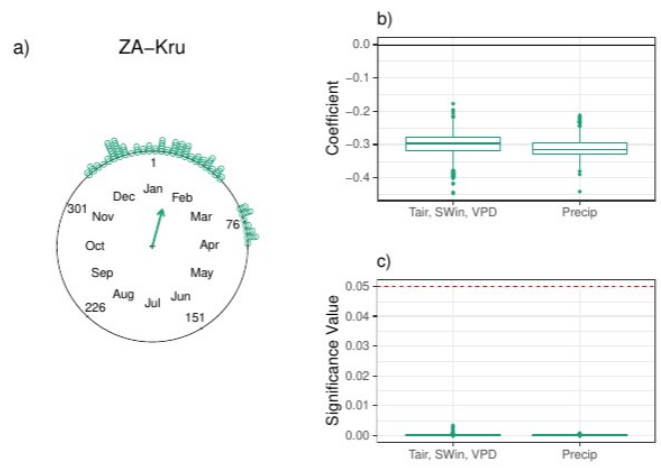 a)
ZA−Kru
1
Jan
Feb
Mar
76
Apr
May
Jun
151
Jul
Aug
226
Sep
Oct
Nov
301
Dec
b)
Coefficient
0.0
−0.1
−0.2
−0.3
−0.4
Tair, SWin, VPD
Precip
c)
Significance Value
0.05
0.04
0.03
0.02
0.01
0.00
Tair, SWin, VPD
Precip